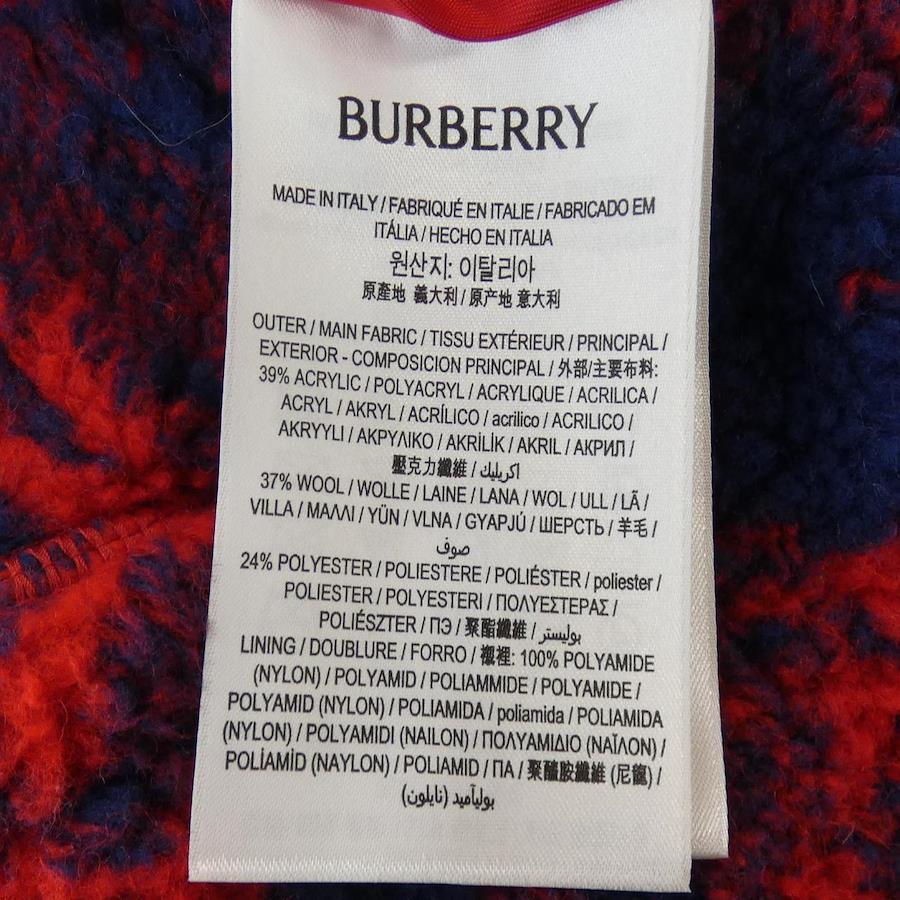 BURBERRY
MADE IN ITALY / FABRIQUÉ EN ITALIE / FABRICADO EM
ITÁLIA / HECHO EN ITALIA
원산지: 이탈리아
原產地 義大利 / 原产地 意大利
OUTER / MAIN FABRIC / TISSU EXTÉRIEUR / PRINCIPAL /
EXTERIOR - COMPOSICION PRINCIPAL / 外部/主要布料:
39% ACRYLIC / POLYACRYL / ACRYLIQUE / ACRILICA /
ACRYL / AKRYL / ACRÍLICO / acrilico / ACRILICO /
AKRYYLI / ΑΚΡΥΛΙΚΟ / AKRİLİK / AKRIL / АКРИЛ /
壓克力纖維 / اكريليك
37% WOOL / WOLLE / LAINE / LANA / WOL / ULL / LÃ /
VILLA / ΜΑΛΛΙ / YÜN / VLNA / GYAPJÚ / ШЕРСТЬ / 羊毛 /
صوف
24% POLYESTER / POLIESTERE / POLIÉSTER / poliester /
POLIESTER / POLYESTERI / ΠΟΛΥΕΣΤΕΡΑΣ /
POLIÉSZTER / ПЭ / 聚酯纖維 / بوليستر
LINING / DOUBLURE / FORRO / 襯裡: 100% POLYAMIDE
(NYLON) / POLYAMID / POLIAMMIDE / POLYAMIDE /
POLYAMID (NYLON) / POLIAMIDA / poliamida / POLIAMIDA
(NYLON) / POLYAMIDI (NAILON) / ΠΟΛΥΑΜΙΔΙΟ (ΝΑΪΛΟΝ) /
POLİAMİD (NAYLON) / POLIAMID / ПА / 聚醯胺纖維 (尼龍) /
بوليآميد (نايلون)